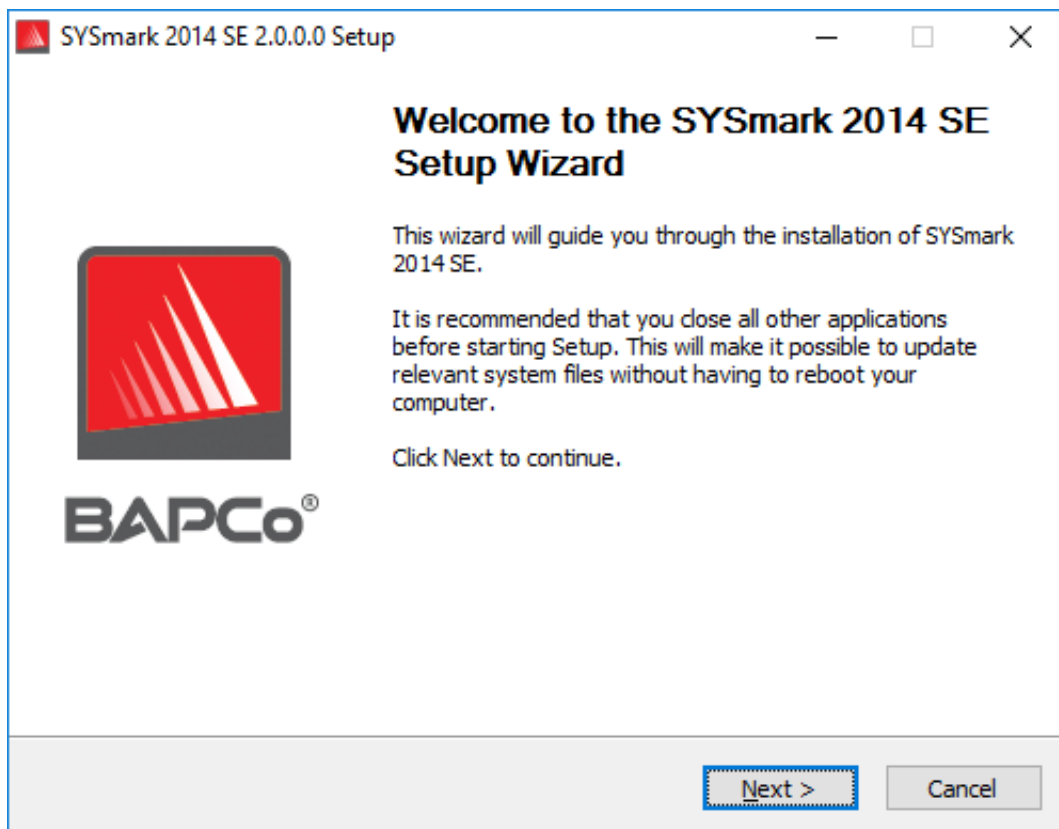 SYSmark 2014 SE 2.0.0.0 Setup
Welcome to the SYSmark 2014 SE
Setup Wizard
This wizard will guide you through the installation of SYSmark
2014 SE.
It is recommended that you close all other applications
before starting Setup. This will make it possible to update
relevant system files without having to reboot your
computer.
Click Next to continue.
BAPCo®
Next >
Cancel